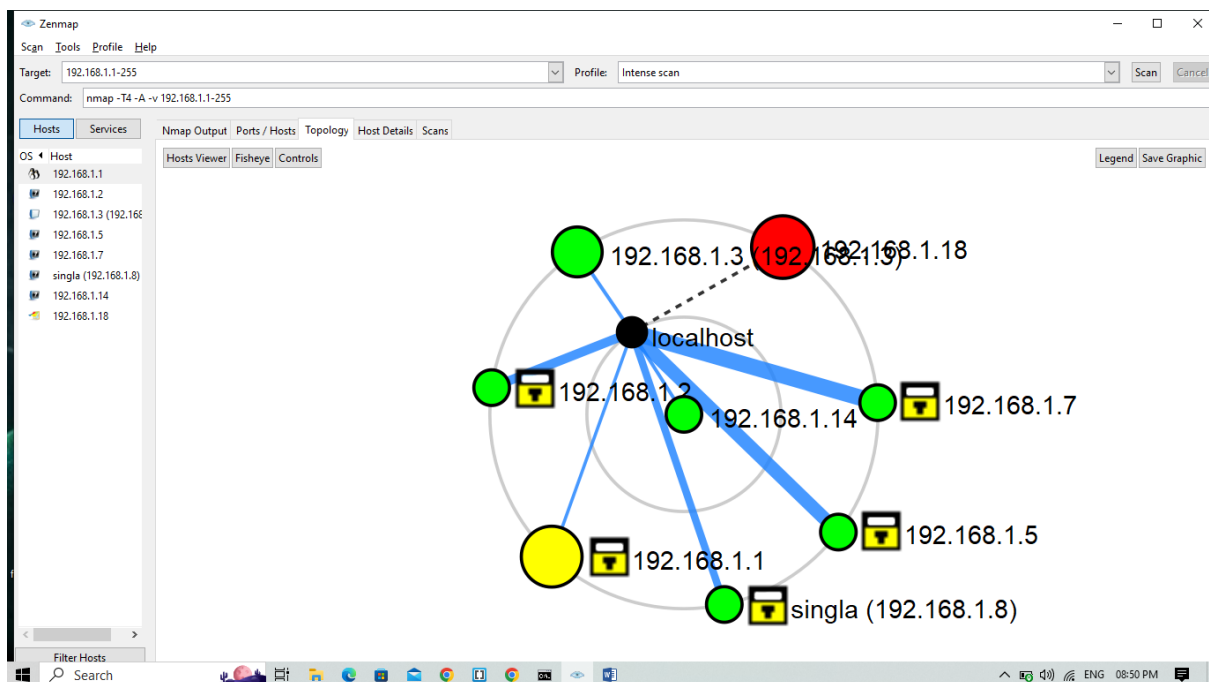 Zenmap
Scan Tools Profile Help
Target: 192.168.1.1-255 Profile: Intense scan Scan Cancel
Command: nmap -T4 -A -v 192.168.1.1-255
Hosts Services Nmap Output Ports / Hosts Topology Host Details Scans
OS Host Hosts Viewer Fisheye Controls Legend Save Graphic
192.168.1.1
192.168.1.2
192.168.1.3 (192.168
192.168.1.5
192.168.1.7
singla (192.168.1.8)
192.168.1.14
192.168.1.18
192.168.1.3 (192.168.1.3)
192.168.1.18
localhost
192.168.1.2
192.168.1.14
192.168.1.7
192.168.1.5
192.168.1.1
singla (192.168.1.8)
Filter Hosts
Search ENG 08:50 PM